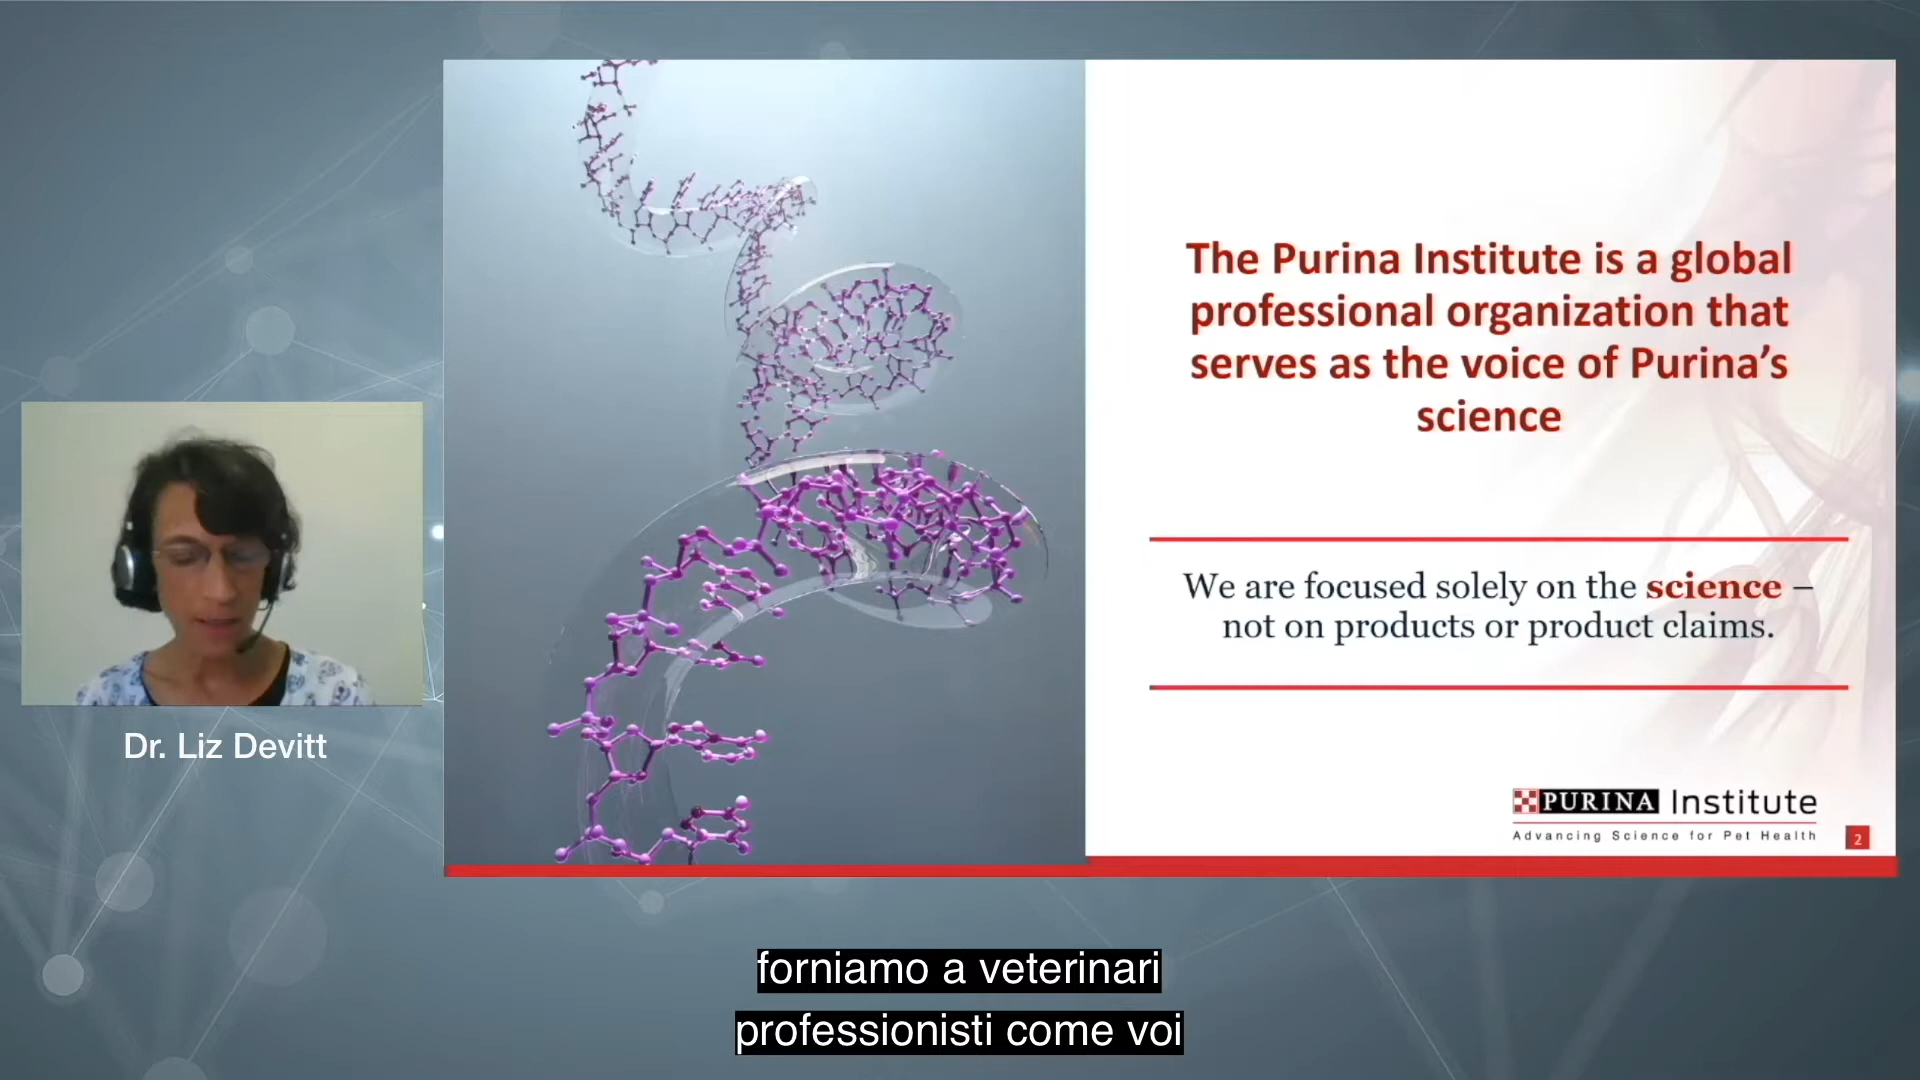 The Purina Institute is a global
professional organization that
serves as the voice of Purina's
science
We are focused solely on the science –
not on products or product claims.
PURINA Institute
Advancing Science for Pet Health
2
Dr. Liz Devitt
forniamo a veterinari
professionisti come voi